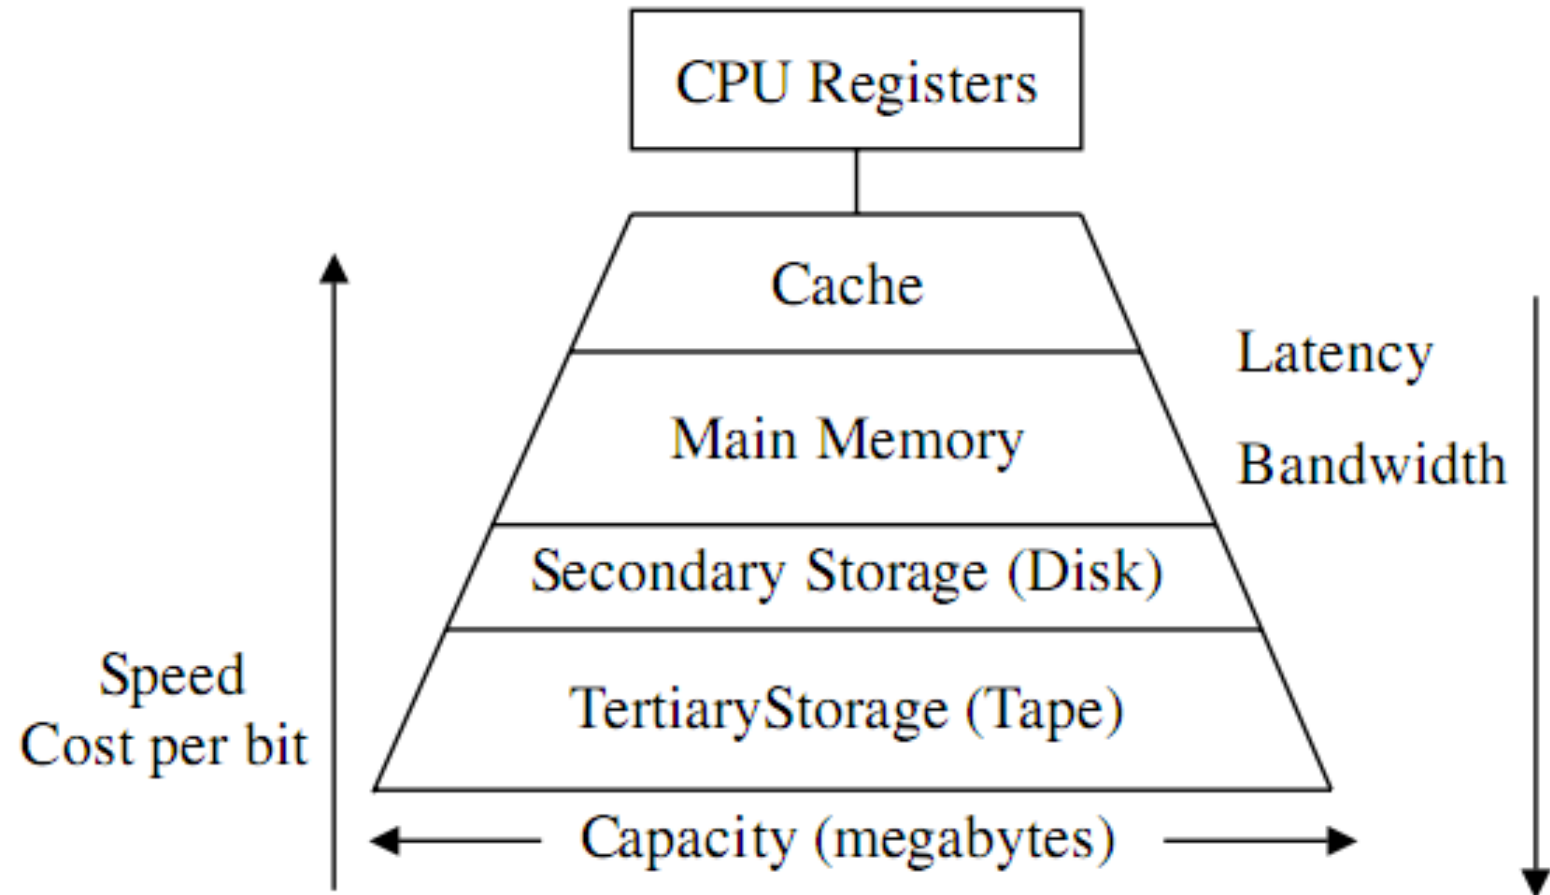 CPU Registers
Cache
Latency
Main Memory
Bandwidth
Secondary Storage (Disk)
Speed
Cost per bit
TertiaryStorage (Tape)
Capacity (megabytes)